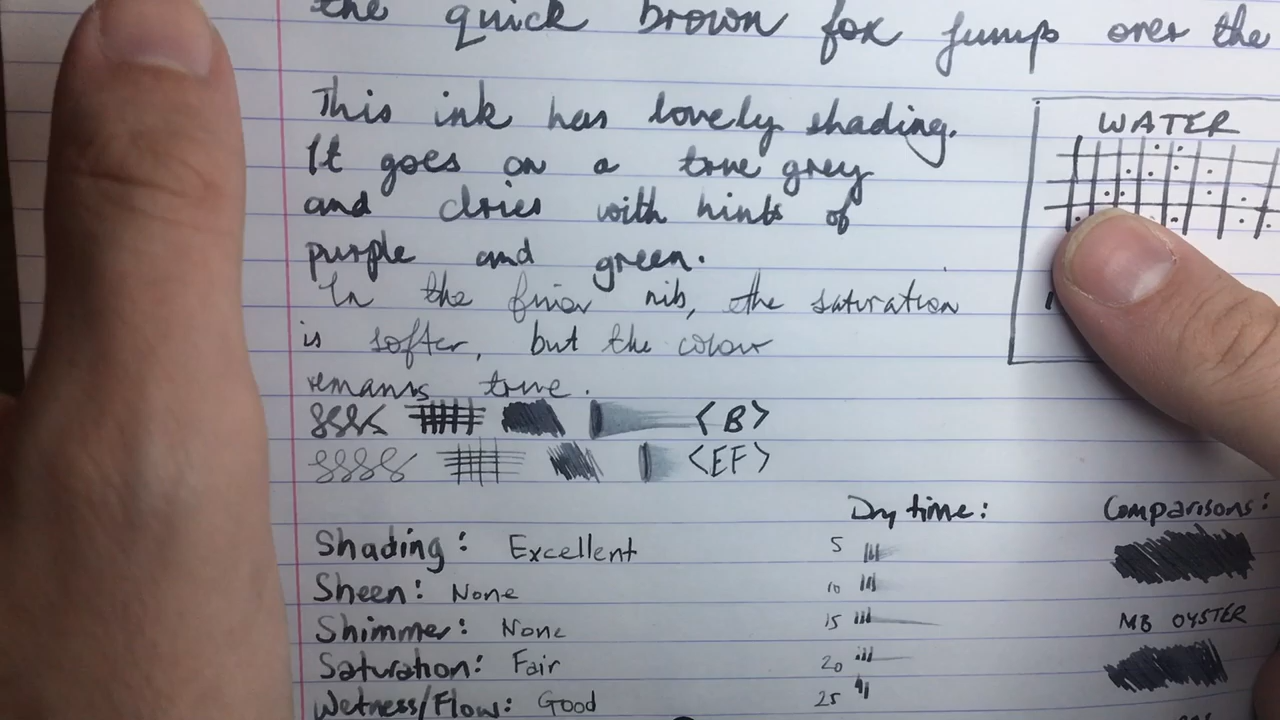 the quick brown fox jumps over the
This ink has lovely shading.
It goes on a true grey
and dries with hints of
purple and green.
In the finer nib, the saturation
is softer, but the colour
remains true.
<B>
<EF>
WATER
Shading: Excellent
Sheen: None
Shimmer: None
Saturation: Fair
Wetness/Flow: Good
Dry time:
5
10
15
20
25
Comparisons:
MB OYSTER